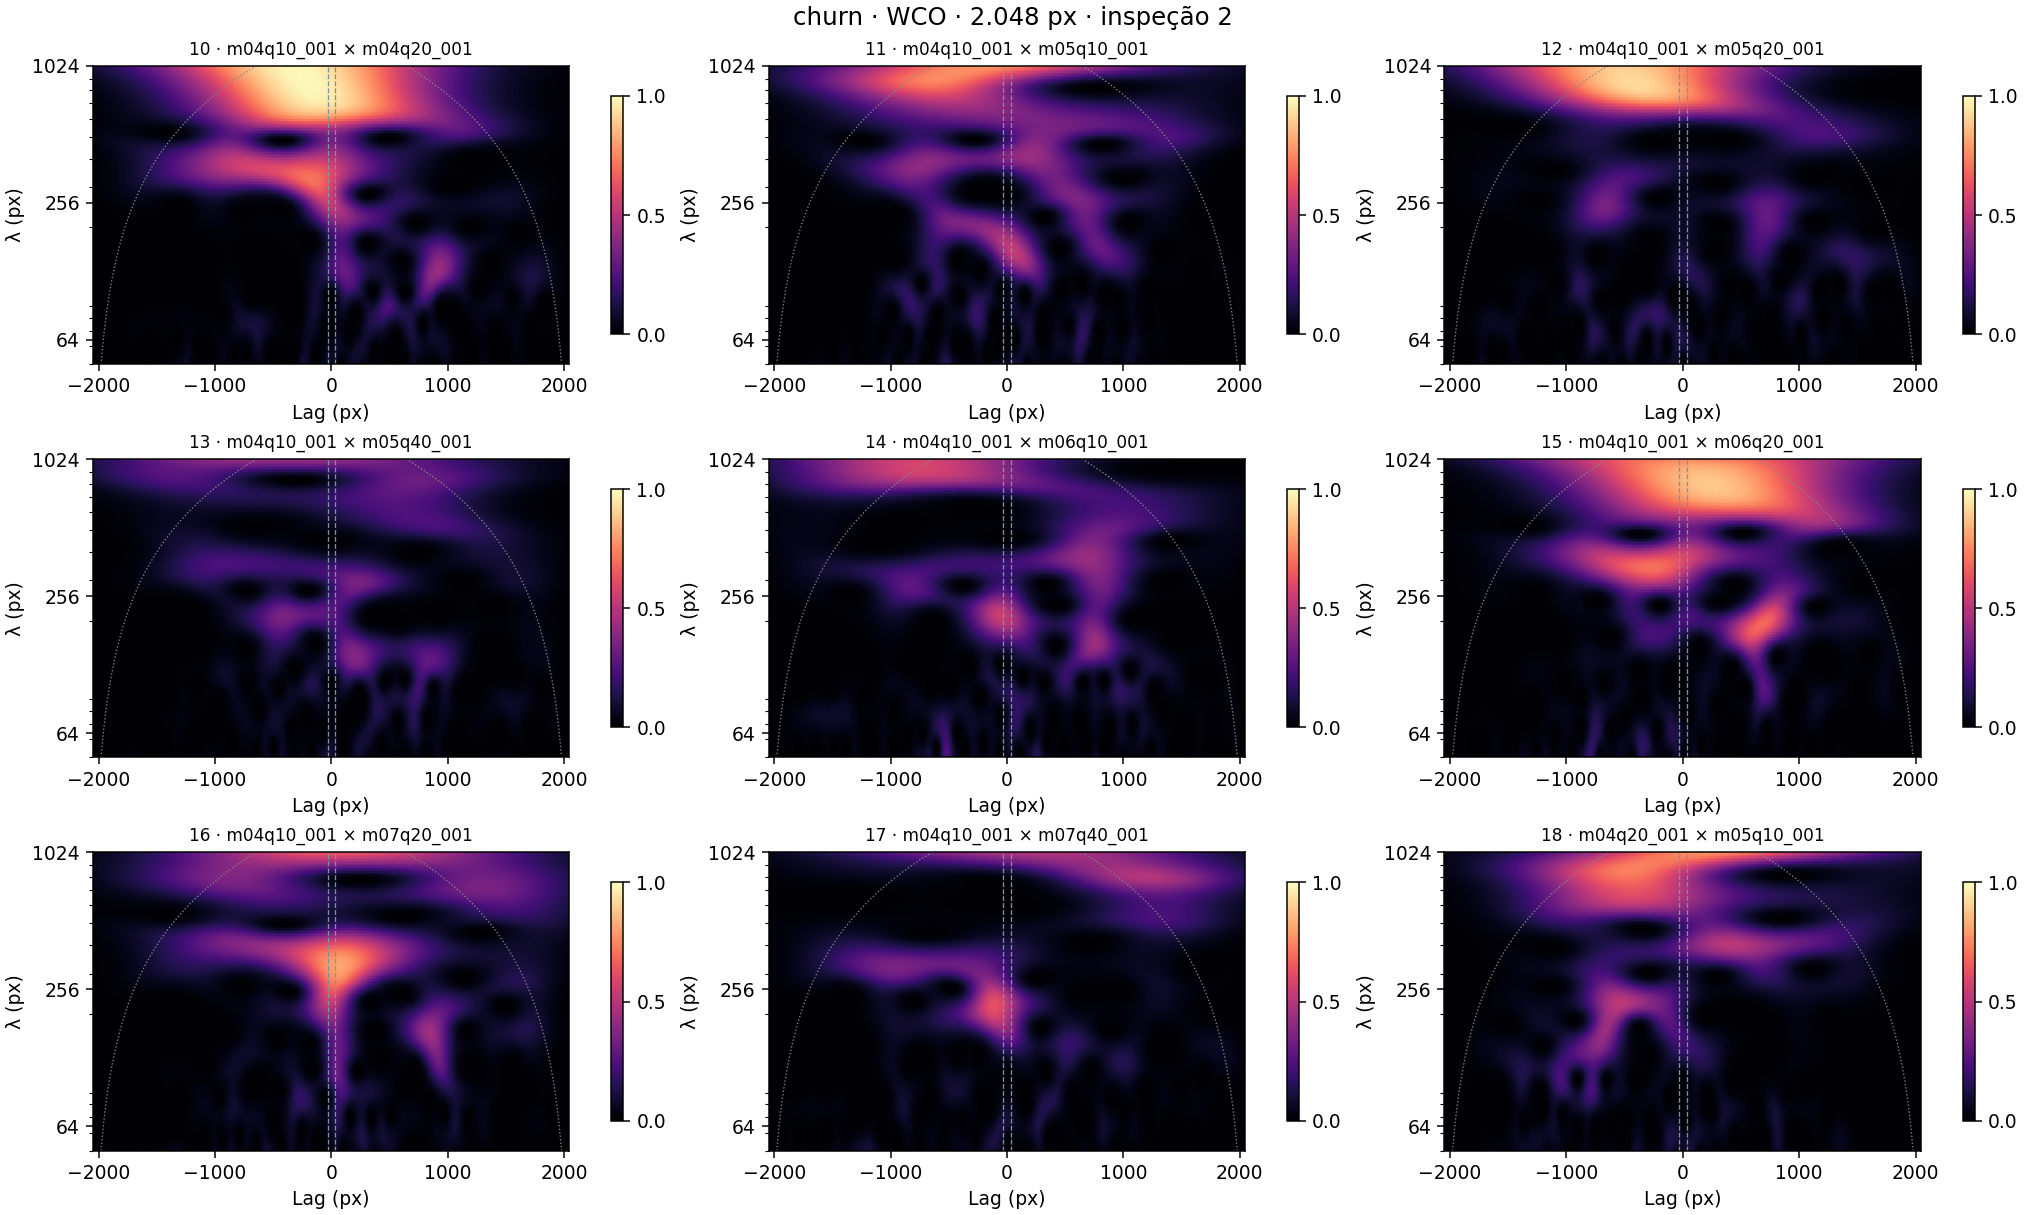 churn · WCO · 2.048 px · inspeção 2
10 · m04q10_001 × m04q20_001
1024
256
64
λ (px)
−2000 −1000 0 1000 2000
Lag (px)
1.0
0.5
0.0
11 · m04q10_001 × m05q10_001
1024
256
64
λ (px)
−2000 −1000 0 1000 2000
Lag (px)
1.0
0.5
0.0
12 · m04q10_001 × m05q20_001
1024
256
64
λ (px)
−2000 −1000 0 1000 2000
Lag (px)
1.0
0.5
0.0
13 · m04q10_001 × m05q40_001
1024
256
64
λ (px)
−2000 −1000 0 1000 2000
Lag (px)
1.0
0.5
0.0
14 · m04q10_001 × m06q10_001
1024
256
64
λ (px)
−2000 −1000 0 1000 2000
Lag (px)
1.0
0.5
0.0
15 · m04q10_001 × m06q20_001
1024
256
64
λ (px)
−2000 −1000 0 1000 2000
Lag (px)
1.0
0.5
0.0
16 · m04q10_001 × m07q20_001
1024
256
64
λ (px)
−2000 −1000 0 1000 2000
Lag (px)
1.0
0.5
0.0
17 · m04q10_001 × m07q40_001
1024
256
64
λ (px)
−2000 −1000 0 1000 2000
Lag (px)
1.0
0.5
0.0
18 · m04q20_001 × m05q10_001
1024
256
64
λ (px)
−2000 −1000 0 1000 2000
Lag (px)
1.0
0.5
0.0